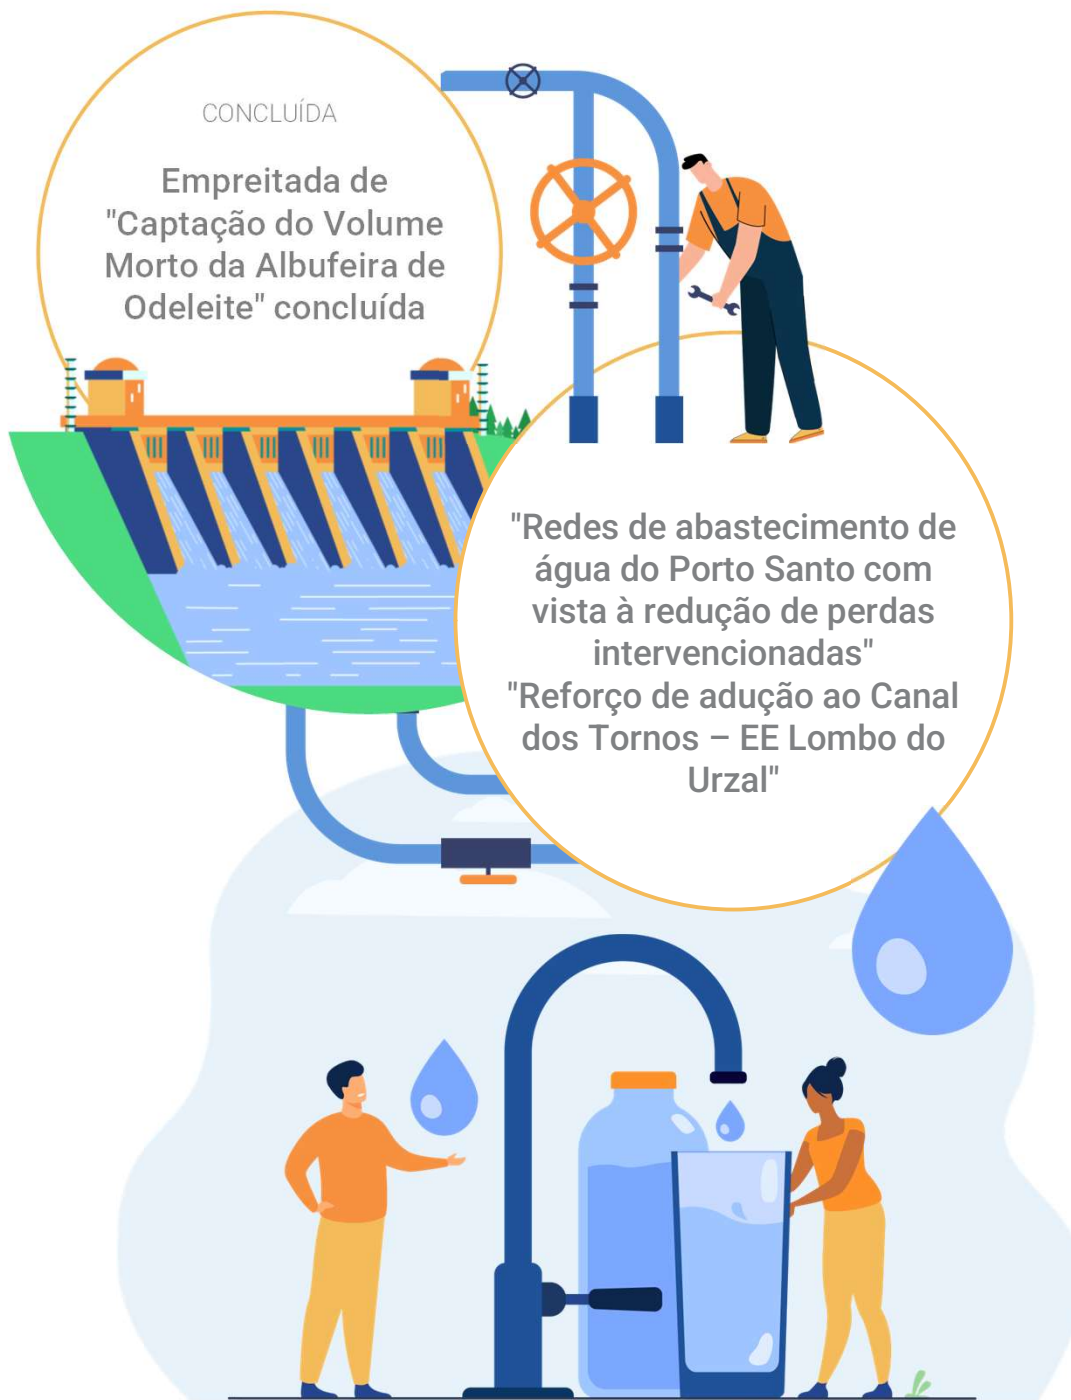 CONCLUÍDA
Empreitada de
"Captação do Volume
Morto da Albufeira de
Odeleite" concluída
"Redes de abastecimento de
água do Porto Santo com
vista à redução de perdas
intervencionadas"
"Reforço de adução ao Canal
dos Tornos – EE Lombo do
Urzal"